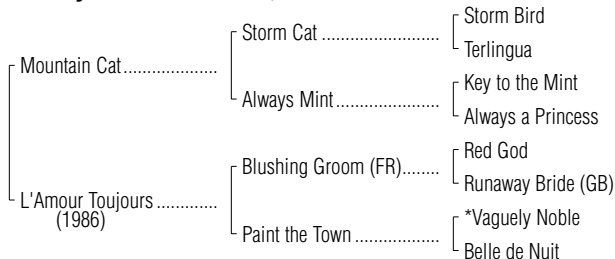 Storm Bird
Storm Cat ........................
Terlingua
Mountain Cat...................
Key to the Mint
Always Mint.....................
Always a Princess
Red God
Blushing Groom (FR)........
Runaway Bride (GB)
L'Amour Toujours .............
(1986)
*Vaguely Noble
Paint the Town .................
Belle de Nuit